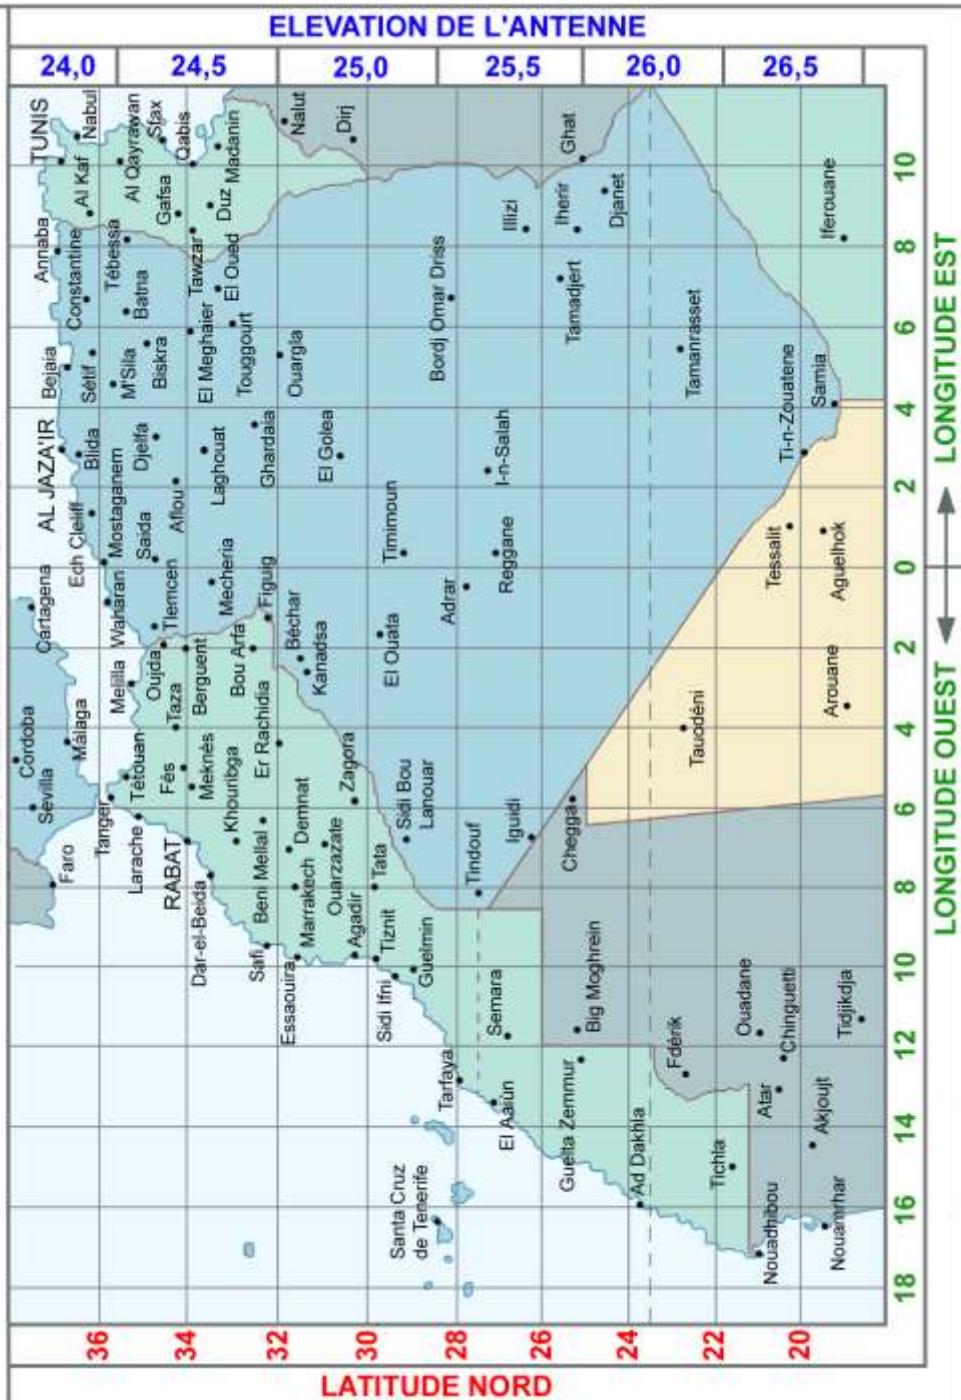 ELEVATION DE L'ANTENNE
24,0
24,5
25,0
25,5
26,0
26,5
TUNIS
Nabul
Al Kaf
Al Qayrawan
Sfax
Gafsa
Qabis
Madanin
Duz
Tawzar
Nalut
Dirj
Ghat
Annaba
Constantine
Tébessa
Batna
El Oued
Illizi
Iherir
Djanet
Iferouane
Bejaia
Sétif
M'Sila
Biskra
El Meghaier
Touggourt
Ouargla
Bordj Omar Driss
Tamadjert
Tamanrasset
Samia
AL JAZA'IR
Blida
Djelfa
Laghouat
Ghardaia
El Golea
I-n-Salah
Ti-n-Zouatene
Ech Cleliff
Mostaganem
Saida
Aflou
Timimoun
Reggane
Tessalit
Aguelhok
Cartagena
Waharan
Tlemcen
Mecheria
Figuig
Adrar
Melilla
Oujda
Berguent
Bou Arfa
Béchar
Kanadsa
El Ouata
Cordoba
Málaga
Taza
Er Rachidia
Tauodèni
Arouane
Sévilla
Tanger
Tétouan
Fés
Meknès
Khouribga
Demnat
Zagora
Sidi Bou
Lanouar
Iguidi
Chegga
Faro
Larache
RABAT
Dar-el-Beida
Beni Mellal
Marrakech
Ouarzazate
Tata
Tindouf
Safi
Essaouira
Agadir
Tiznit
Sidi Ifni
Guelmin
Semara
Big Moghrein
Ouadane
Chinguetti
Tidjikdja
Tarfaya
El Aaiùn
Guelta Zemmur
Fdérik
Atar
Akjoujt
Santa Cruz
de Tenerife
Ad Dakhla
Tichla
Nouadhibou
Nouamrhar
10
8
6
4
2
0
2
4
6
8
10
12
14
16
18
LONGITUDE EST
LONGITUDE OUEST
36
34
32
30
28
26
24
22
20
LATITUDE NORD